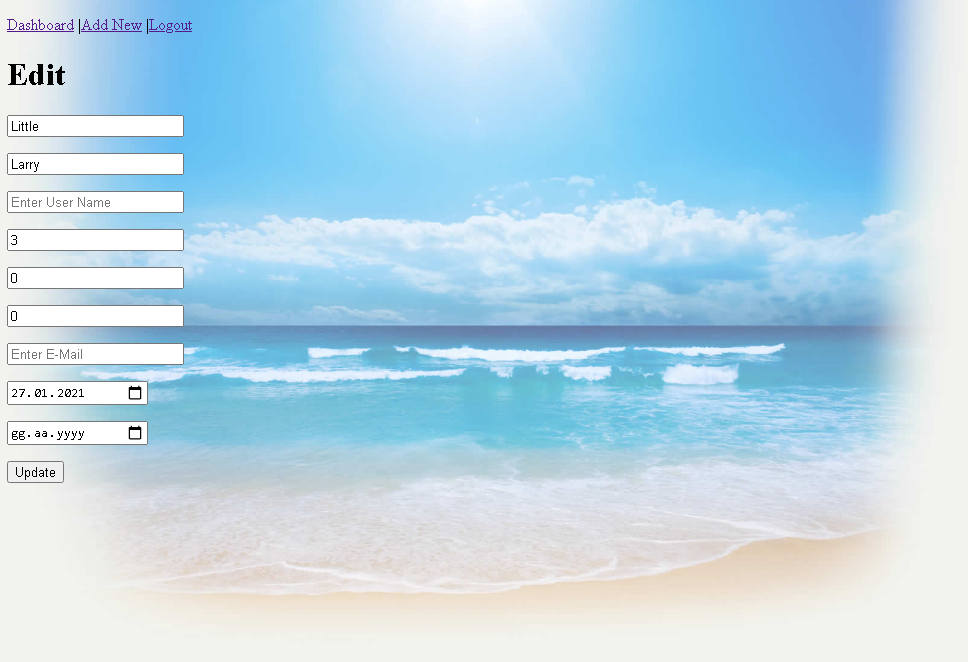 Dashboard |Add New |Logout
Edit
Little
Larry
Enter User Name
3
0
0
Enter E-Mail
27.01.2021
gg.aa.yyyy
Update